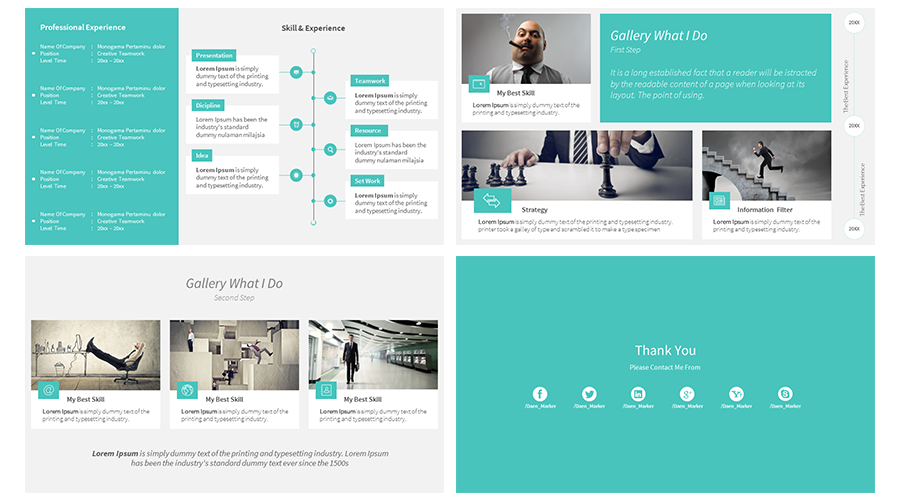 Professional Experience
Name Of Company : Monogama Pertaminu dolor
Position : Creative Teamwork
Level Time : 20xx – 20xx
Name Of Company : Monogama Pertaminu dolor
Position : Creative Teamwork
Level Time : 20xx – 20xx
Name Of Company : Monogama Pertaminu dolor
Position : Creative Teamwork
Level Time : 20xx – 20xx
Name Of Company : Monogama Pertaminu dolor
Position : Creative Teamwork
Level Time : 20xx – 20xx
Name Of Company : Monogama Pertaminu dolor
Position : Creative Teamwork
Level Time : 20xx – 20xx
Skill & Experience
Presentation
Lorem Ipsum is simply
dummy text of the printing
and typesetting industry.
Teamwork
Lorem Ipsum is simply
dummy text of the printing
and typesetting industry.
Dicipline
Lorem Ipsum has been the
industry's standard
dummy nulaman milajsia
Resource
Lorem Ipsum has been the
industry's standard
dummy nulaman milajsia
Idea
Lorem Ipsum is simply
dummy text of the printing
and typesetting industry.
Set Work
Lorem Ipsum is simply
dummy text of the printing
and typesetting industry.
My Best Skill
Lorem Ipsum is simply dummy text of the
printing and typesetting industry.
Gallery What I Do
First Step
It is a long established fact that a reader will be istracted
by the readable content of a page when looking at its
layout. The point of using.
Strategy
Lorem Ipsum is simply dummy text of the printing and typesetting industry.
printer took a galley of type and scrambled it to make a type specimen
Information Filter
Lorem Ipsum is simply dummy text of the
printing and typesetting industry.
20XX
The Best Experience
20XX
The Best Experience
20XX
Gallery What I Do
Second Step
My Best Skill
Lorem Ipsum is simply dummy text of the
printing and typesetting industry.
My Best Skill
Lorem Ipsum is simply dummy text of the
printing and typesetting industry.
My Best Skill
Lorem Ipsum is simply dummy text of the
printing and typesetting industry.
Lorem Ipsum is simply dummy text of the printing and typesetting industry. Lorem Ipsum
has been the industry's standard dummy text ever since the 1500s
Thank You
Please Contact Me From